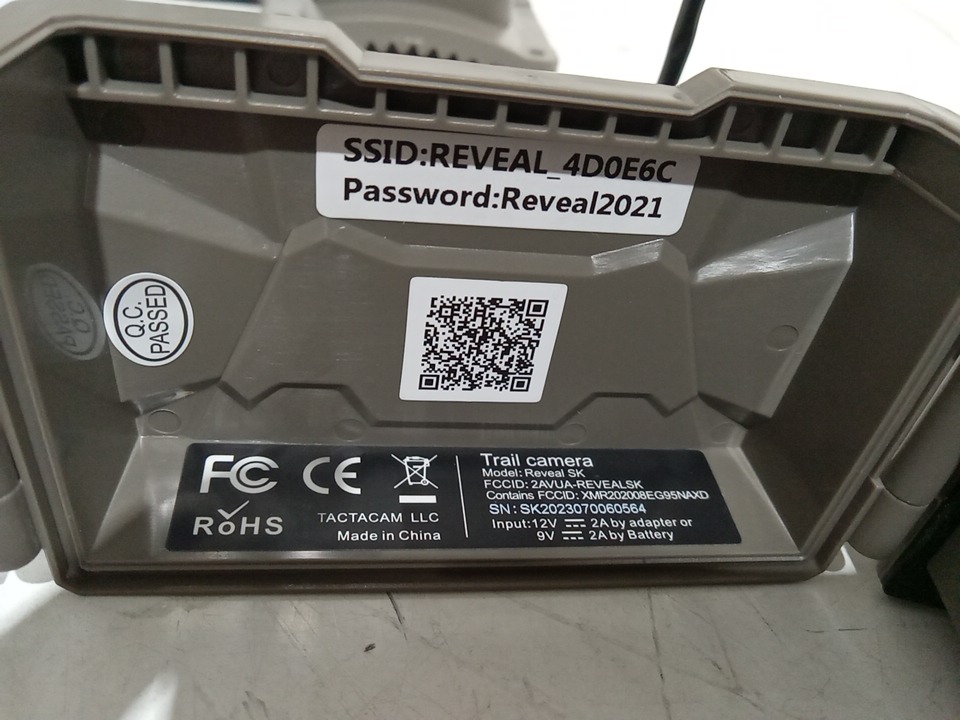 SSID:REVEAL_4D0E6C
Password:Reveal2021
Q.C.
PASSED
FC CE
RoHS
TACTACAM LLC
Made in China
Trail camera
Model: Reveal SK
FCCID: 2AVUA-REVEALSK
Contains FCCID: XMR202008EG95NAXD
SN : SK2023070060564
Input:12V ⎓ 2A by adapter or
9V ⎓ 2A by Battery